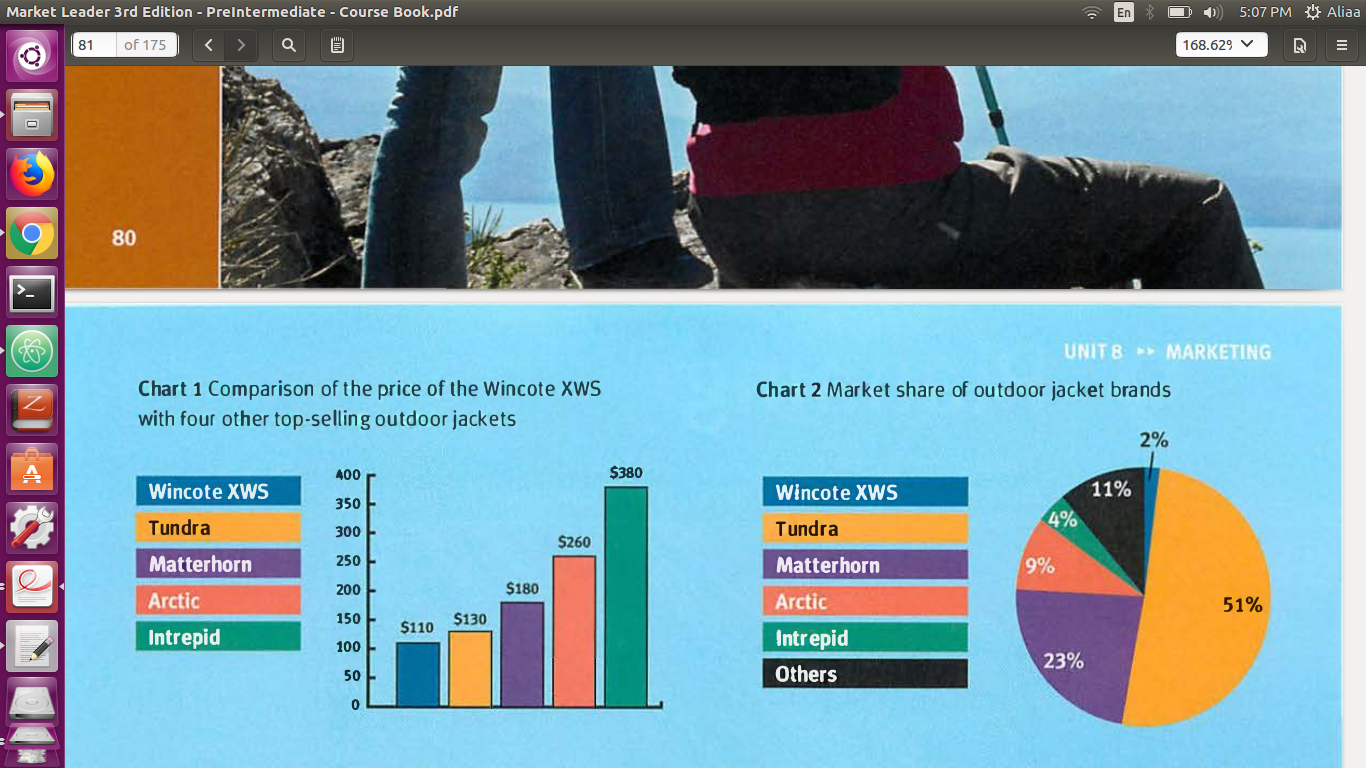 Market Leader 3rd Edition - PreIntermediate - Course Book.pdf
En
5:07 PM
Aliaa
81
of 175
168.62%
80
UNIT 8 ▸▸ MARKETING
Chart 1 Comparison of the price of the Wincote XWS
with four other top-selling outdoor jackets
Wincote XWS
Tundra
Matterhorn
Arctic
Intrepid
400
350
300
250
200
150
100
50
0
$110
$130
$180
$260
$380
Chart 2 Market share of outdoor jacket brands
Wincote XWS
Tundra
Matterhorn
Arctic
Intrepid
Others
2%
11%
4%
9%
51%
23%